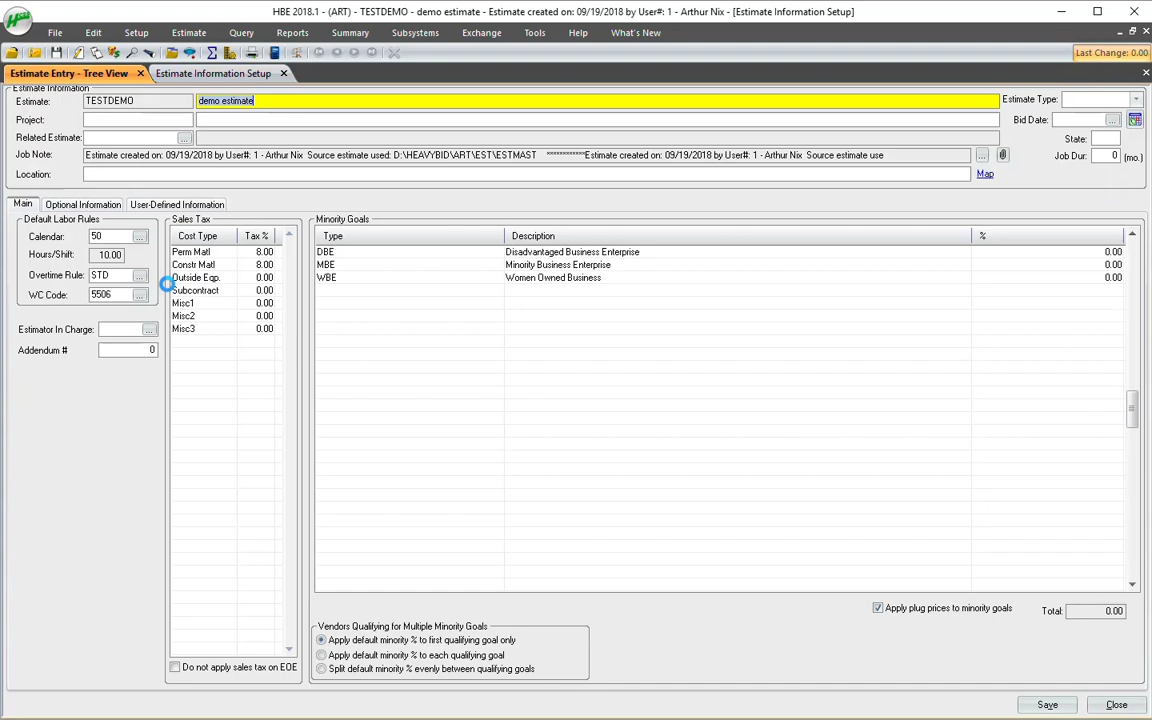 HBE 2018.1 - (ART) - TESTDEMO - demo estimate - Estimate created on: 09/19/2018 by User#: 1 - Arthur Nix - [Estimate Information Setup]
File Edit Setup Estimate Query Reports Summary Subsystems Exchange Tools Help What's New
Last Change: 0.00
Estimate Entry - Tree View Estimate Information Setup
Estimate Information
Estimate: TESTDEMO demo estimate Estimate Type:
Project: Bid Date: ...
Related Estimate: ... State:
Job Note: Estimate created on: 09/19/2018 by User#: 1 - Arthur Nix Source estimate used: D:\HEAVYBID\ART\EST\ESTMAST ************Estimate created on: 09/19/2018 by User#: 1 - Arthur Nix Source estimate use ... Job Dur: 0 (mo.)
Location: Map
Main Optional Information User-Defined Information
Default Labor Rules Sales Tax Minority Goals
Calendar: 50 ... Cost Type Tax % Type Description %
Hours/Shift: 10.00 Perm Matl 8.00 DBE Disadvantaged Business Enterprise 0.00
Constr Matl 8.00 MBE Minority Business Enterprise 0.00
Overtime Rule: STD ... Outside Eqp. 0.00 WBE Women Owned Business 0.00
WC Code: 5506 ... Subcontract 0.00
Misc1 0.00
Misc2 0.00
Estimator In Charge: ... Misc3 0.00
Addendum # 0
Apply plug prices to minority goals Total: 0.00
Vendors Qualifying for Multiple Minority Goals
Apply default minority % to first qualifying goal only
Apply default minority % to each qualifying goal
Do not apply sales tax on EOE Split default minority % evenly between qualifying goals
Save Close